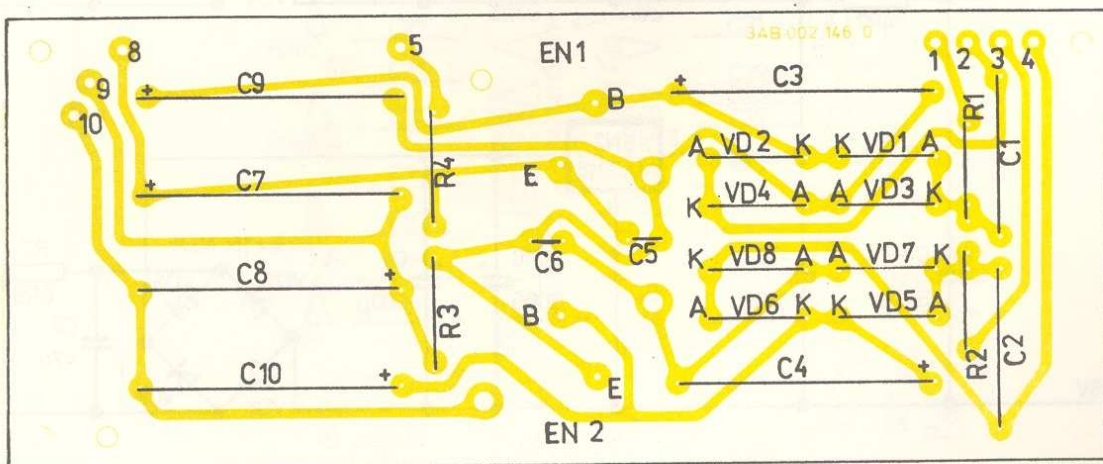 8
5
EN1
3AB 002 146 0
1 2 3 4
9
10
+ C9
B
+ C3
R1
C1
A VD2 K K VD1 A
R4
+ C7
E
K VD4 A A VD3 K
C6
C5
K VD8 A A VD7 K
C8 +
R3
B
A VD6 K K VD5 A
R2
C2
C10 +
E
C4 +
EN 2